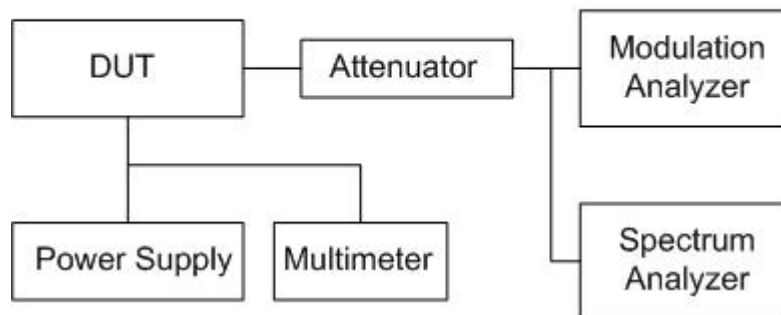 DUT
Attenuator
Modulation
Analyzer
Power Supply
Multimeter
Spectrum
Analyzer